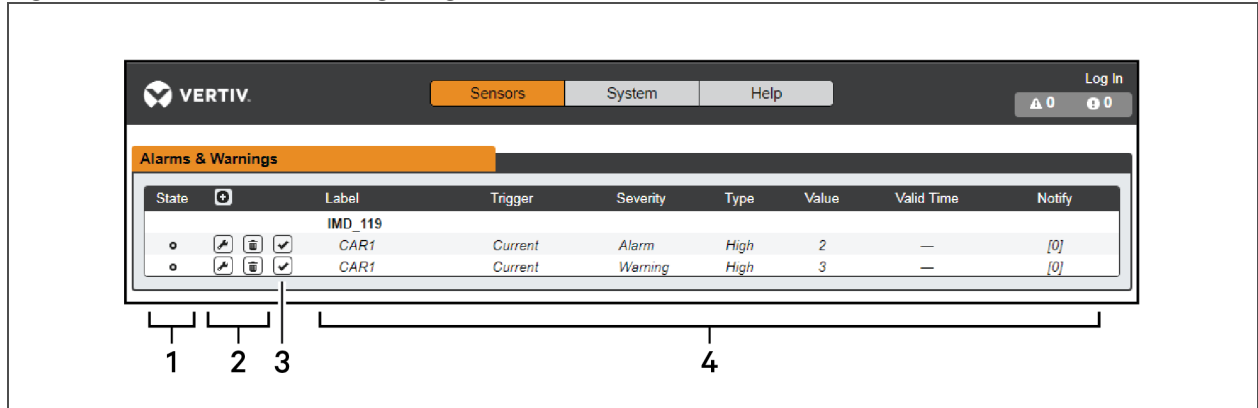 VERTIV.
Sensors System Help
Log In
0 0
Alarms & Warnings
State Label Trigger Severity Type Value Valid Time Notify
IMD_119
CAR1 Current Alarm High 2 — [0]
CAR1 Current Warning High 3 — [0]
1 2 3 4